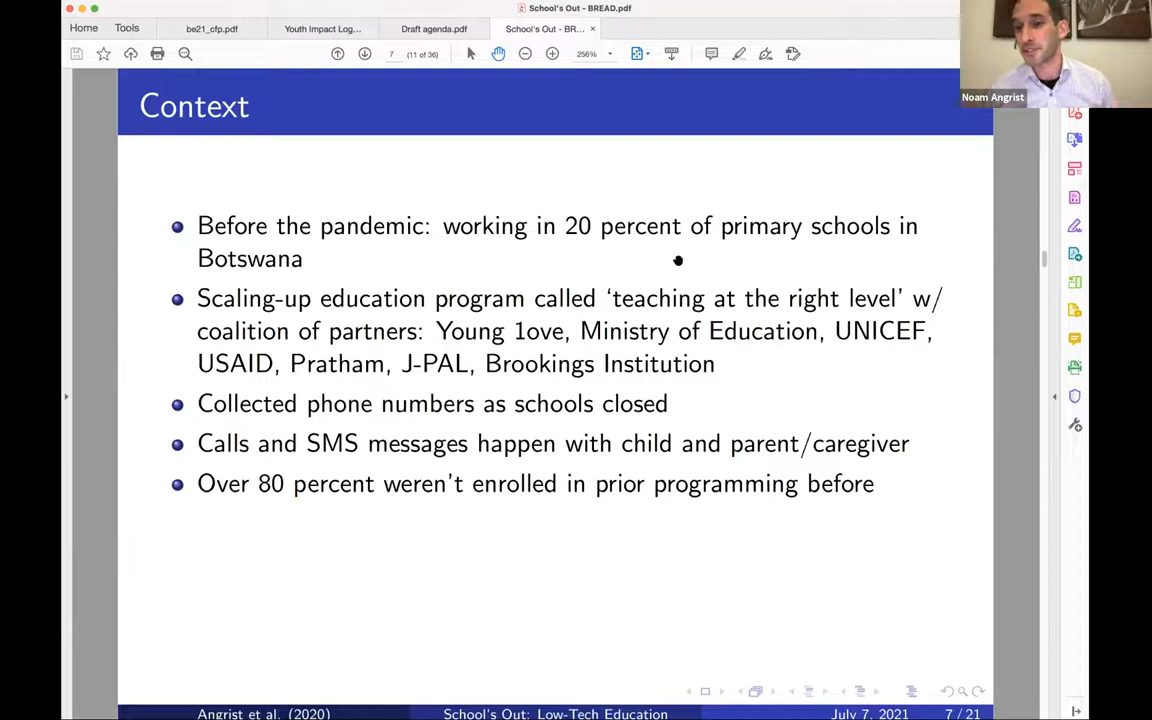 School's Out - BREAD.pdf
Home
Tools
be21_cfp.pdf
Youth Impact Log...
Draft agenda.pdf
School's Out - BR... ×
7 (11 of 36)
256%
Noam Angrist
Context
Before the pandemic: working in 20 percent of primary schools in
Botswana
Scaling-up education program called ‘teaching at the right level’ w/
coalition of partners: Young 1ove, Ministry of Education, UNICEF,
USAID, Pratham, J-PAL, Brookings Institution
Collected phone numbers as schools closed
Calls and SMS messages happen with child and parent/caregiver
Over 80 percent weren't enrolled in prior programming before
Angrist et al. (2020)
School's Out: Low-Tech Education
July 7, 2021
7 / 21